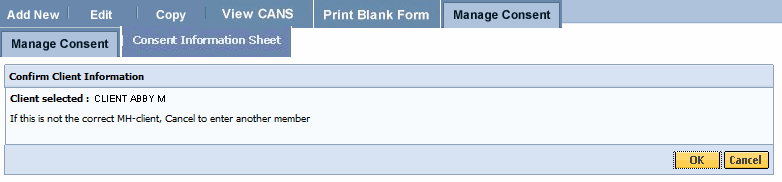 Add New Edit Copy View CANS Print Blank Form Manage Consent
Manage Consent Consent Information Sheet
Confirm Client Information
Client selected : CLIENT ABBY M
If this is not the correct MH-client, Cancel to enter another member
OK Cancel